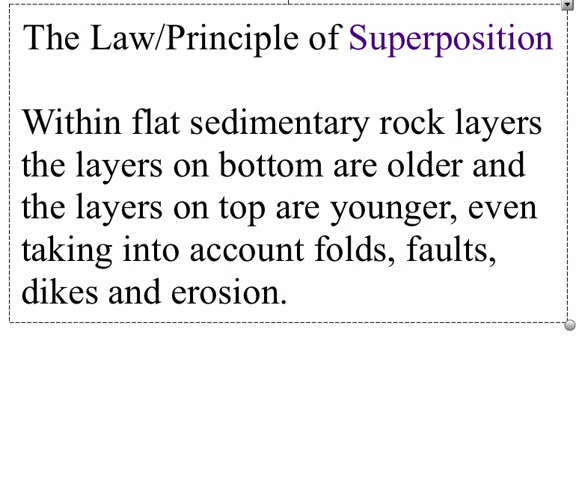 The Law/Principle of Superposition
Within flat sedimentary rock layers
the layers on bottom are older and
the layers on top are younger, even
taking into account folds, faults,
dikes and erosion.